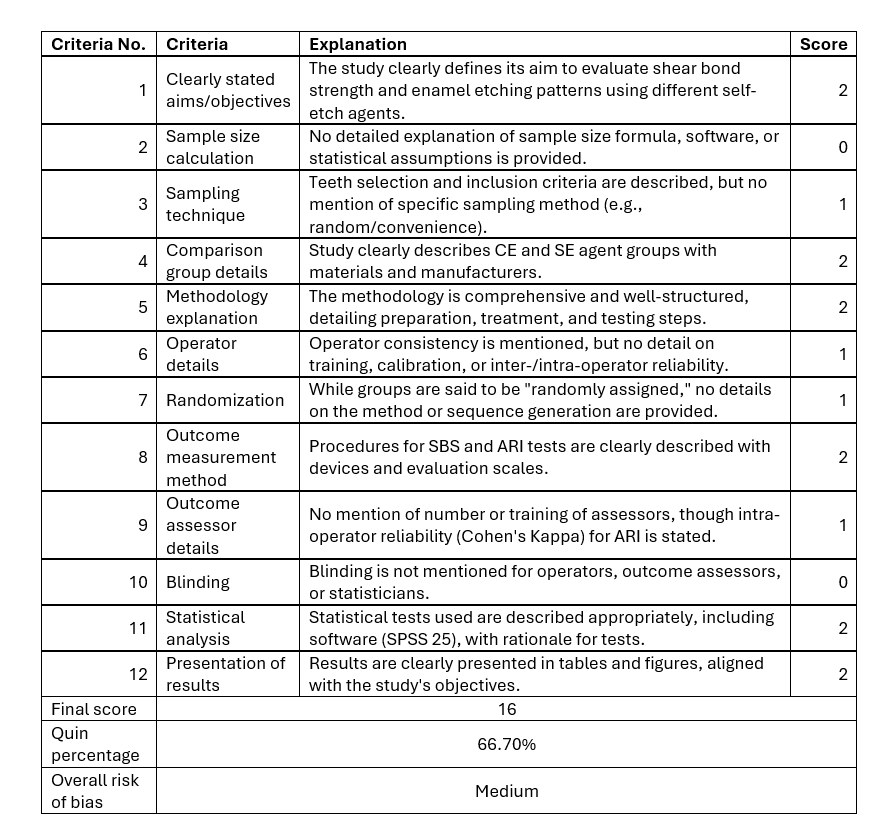 Criteria No. Criteria Explanation Score
1 Clearly stated aims/objectives The study clearly defines its aim to evaluate shear bond strength and enamel etching patterns using different self-etch agents. 2
2 Sample size calculation No detailed explanation of sample size formula, software, or statistical assumptions is provided. 0
3 Sampling technique Teeth selection and inclusion criteria are described, but no mention of specific sampling method (e.g., random/convenience). 1
4 Comparison group details Study clearly describes CE and SE agent groups with materials and manufacturers. 2
5 Methodology explanation The methodology is comprehensive and well-structured, detailing preparation, treatment, and testing steps. 2
6 Operator details Operator consistency is mentioned, but no detail on training, calibration, or inter-/intra-operator reliability. 1
7 Randomization While groups are said to be "randomly assigned," no details on the method or sequence generation are provided. 1
8 Outcome measurement method Procedures for SBS and ARI tests are clearly described with devices and evaluation scales. 2
9 Outcome assessor details No mention of number or training of assessors, though intra-operator reliability (Cohen's Kappa) for ARI is stated. 1
10 Blinding Blinding is not mentioned for operators, outcome assessors, or statisticians. 0
11 Statistical analysis Statistical tests used are described appropriately, including software (SPSS 25), with rationale for tests. 2
12 Presentation of results Results are clearly presented in tables and figures, aligned with the study's objectives. 2
Final score 16
Quin percentage 66.70%
Overall risk of bias Medium